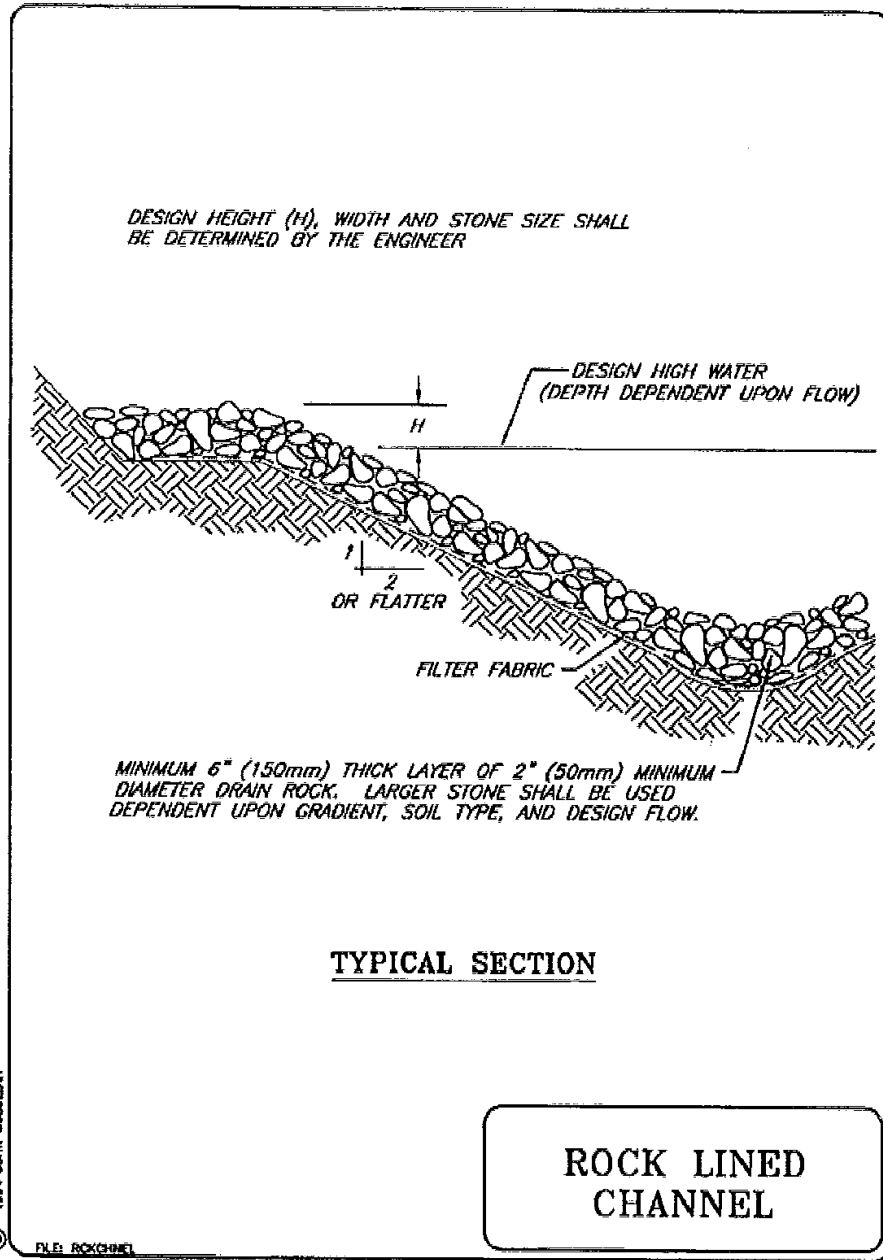 DESIGN HEIGHT (H), WIDTH AND STONE SIZE SHALL
BE DETERMINED BY THE ENGINEER
DESIGN HIGH WATER
(DEPTH DEPENDENT UPON FLOW)
H
1
2
OR FLATTER
FILTER FABRIC
MINIMUM 6" (150mm) THICK LAYER OF 2" (50mm) MINIMUM
DIAMETER DRAIN ROCK. LARGER STONE SHALL BE USED
DEPENDENT UPON GRADIENT, SOIL TYPE, AND DESIGN FLOW.
TYPICAL SECTION
ROCK LINED
CHANNEL
FILE: RCKCHNEL